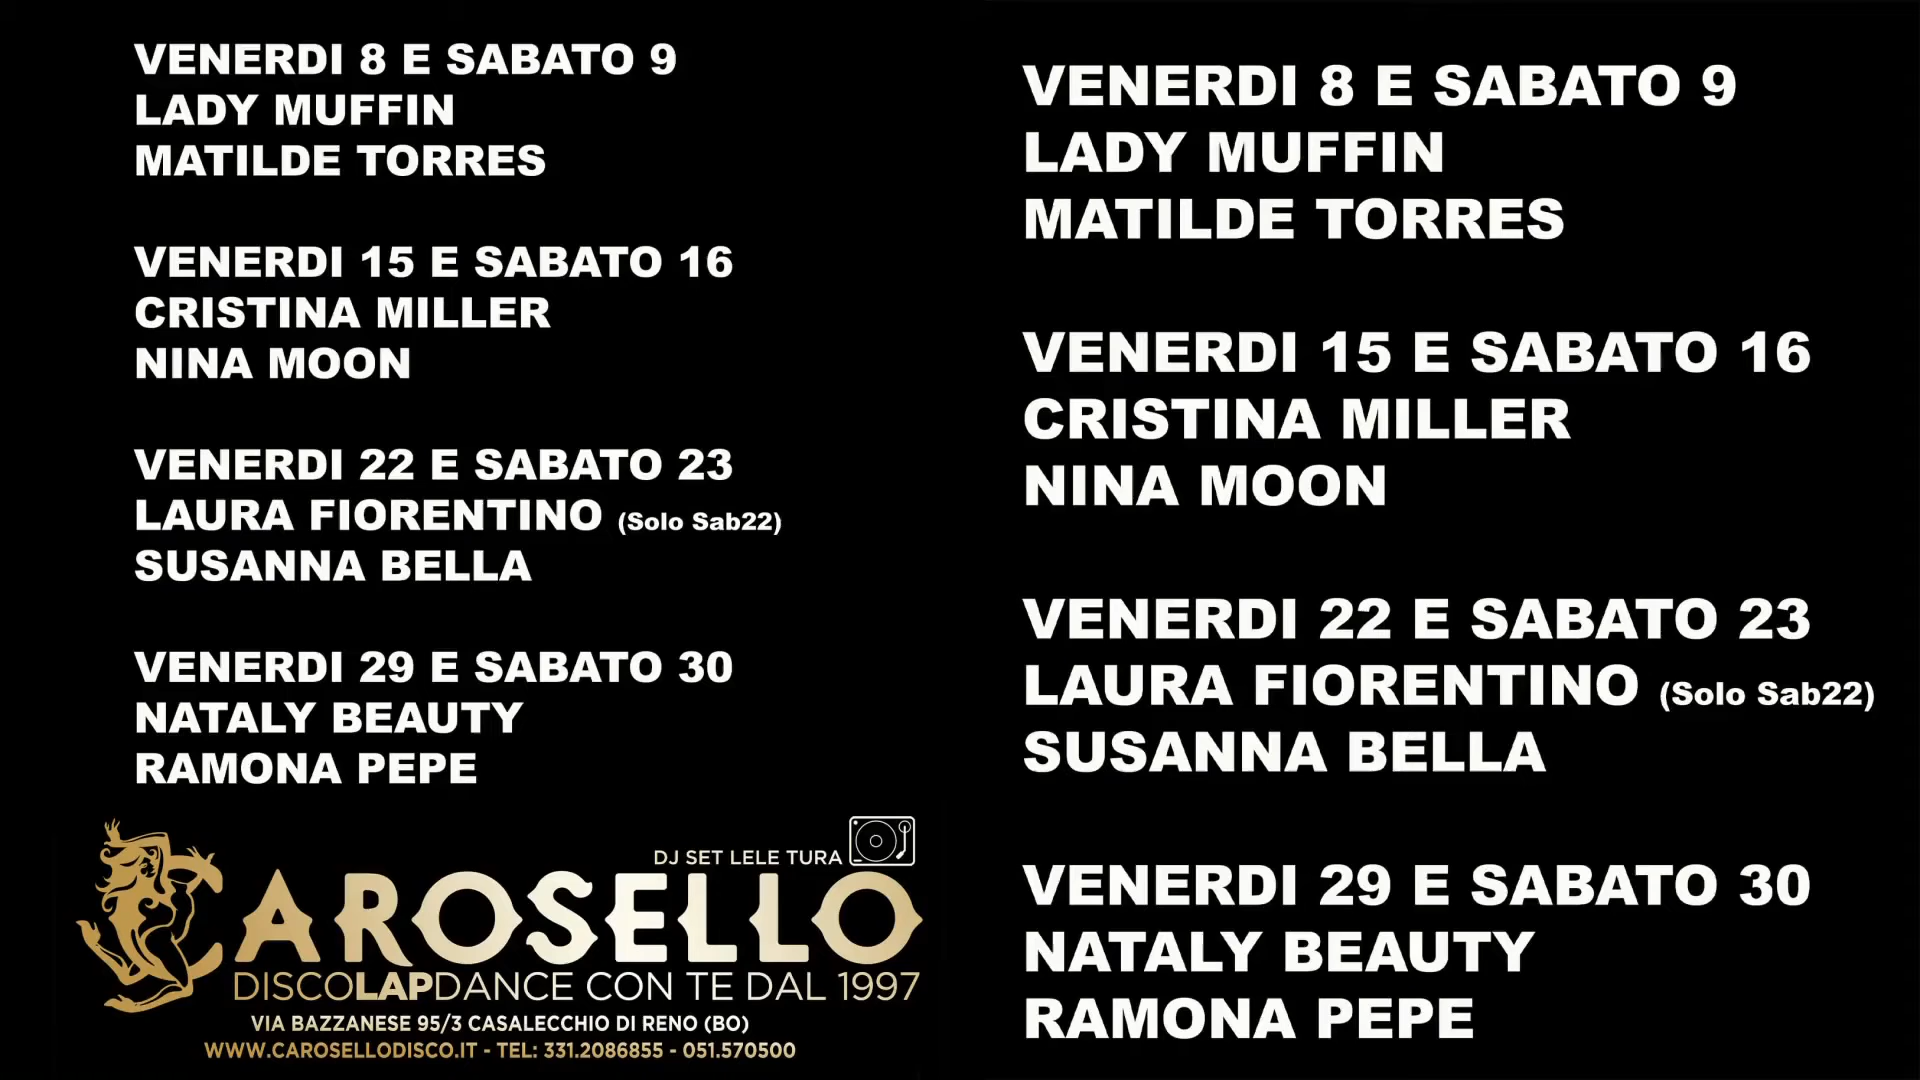 VENERDI 8 E SABATO 9
LADY MUFFIN
MATILDE TORRES
VENERDI 15 E SABATO 16
CRISTINA MILLER
NINA MOON
VENERDI 22 E SABATO 23
LAURA FIORENTINO (Solo Sab22)
SUSANNA BELLA
VENERDI 29 E SABATO 30
NATALY BEAUTY
RAMONA PEPE
DJ SET LELE TURA
CAROSELLO
DISCOLAPDANCE CON TE DAL 1997
VIA BAZZANESE 95/3 CASALECCHIO DI RENO (BO)
WWW.CAROSELLODISCO.IT - TEL: 331.2086855 - 051.570500
VENERDI 8 E SABATO 9
LADY MUFFIN
MATILDE TORRES
VENERDI 15 E SABATO 16
CRISTINA MILLER
NINA MOON
VENERDI 22 E SABATO 23
LAURA FIORENTINO (Solo Sab22)
SUSANNA BELLA
VENERDI 29 E SABATO 30
NATALY BEAUTY
RAMONA PEPE